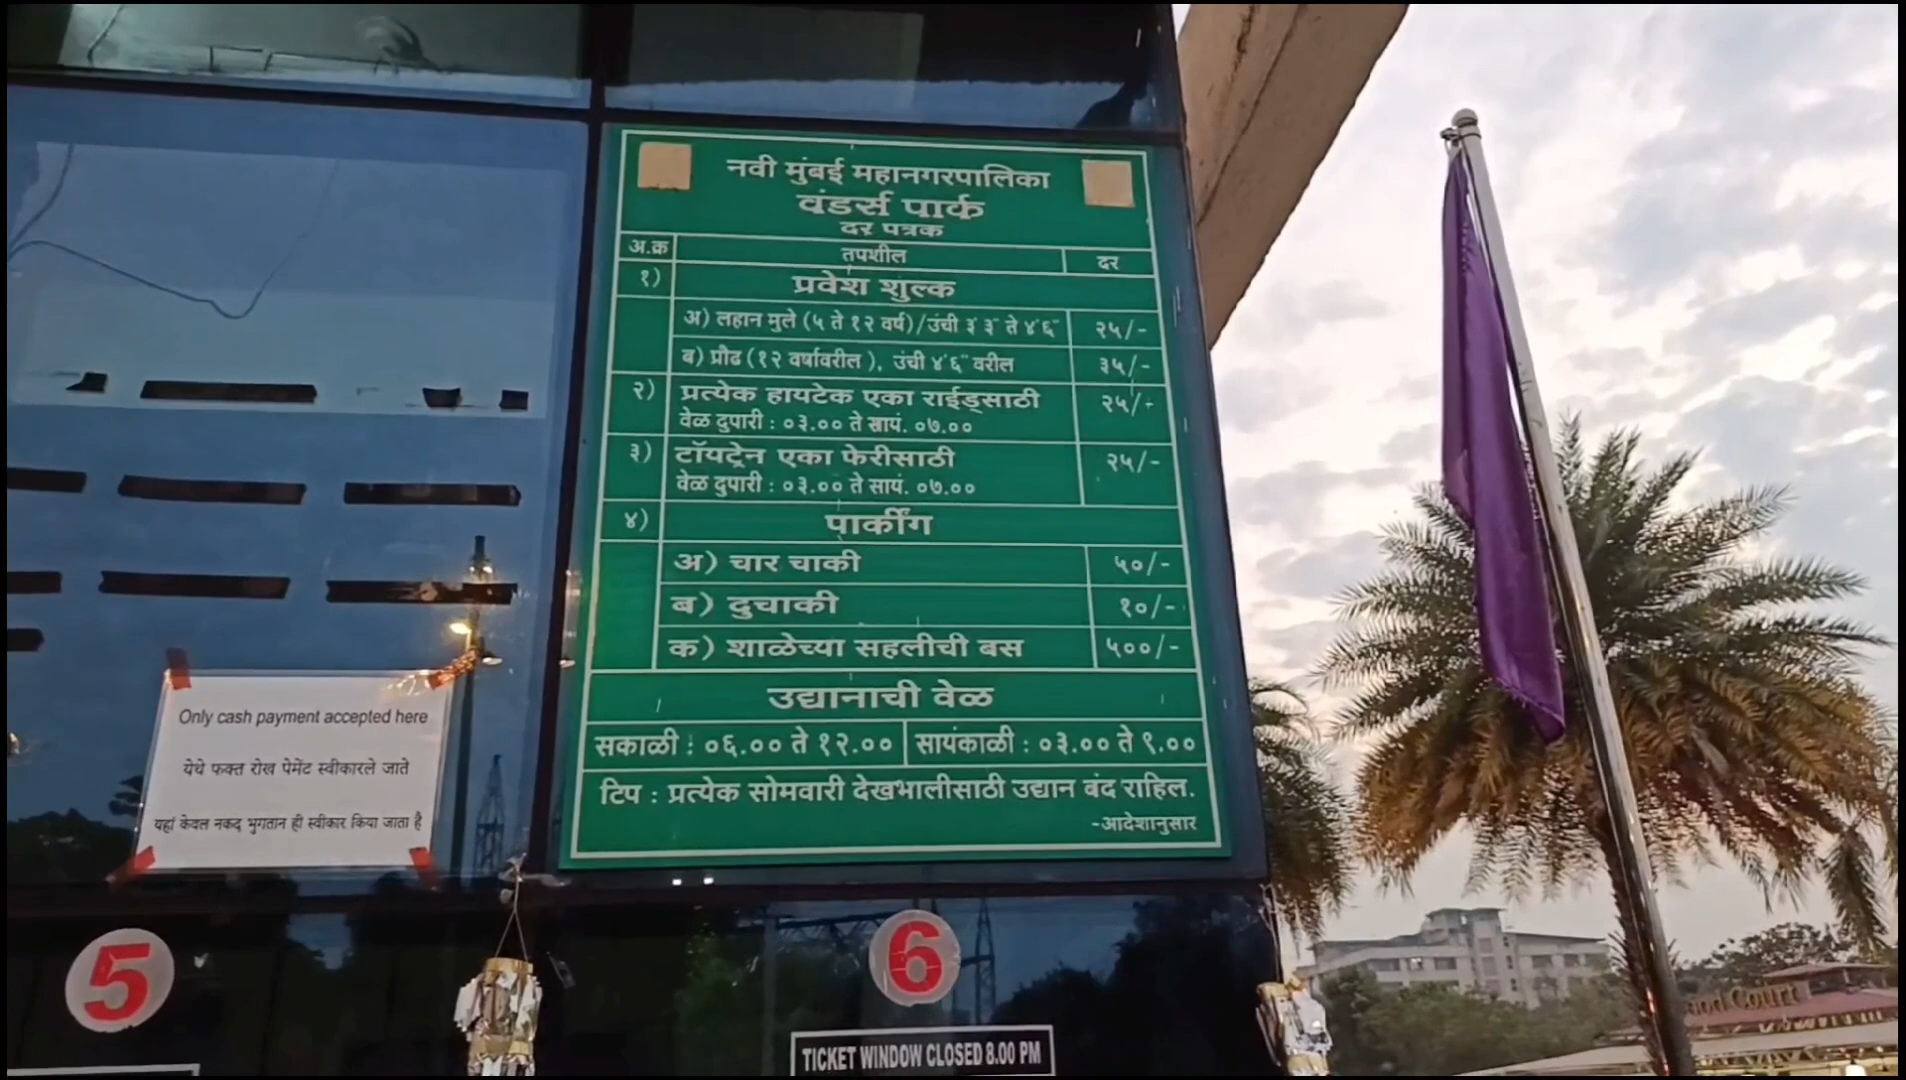 नवी मुंबई महानगरपालिका
वंडर्स पार्क
दर पत्रक
अ.क्र तपशील दर
१) प्रवेश शुल्क
अ) लहान मुले (५ ते १२ वर्ष)/उंची ३'३" ते ४'६" २५/-
ब) प्रौढ (१२ वर्षावरील), उंची ४'६" वरील ३५/-
२) प्रत्येक हायटेक एका राईड्साठी २५/-
वेळ दुपारी : ०३.०० ते सायं. ०७.००
३) टॉयट्रेन एका फेरीसाठी २५/-
वेळ दुपारी : ०३.०० ते सायं. ०७.००
४) पार्कींग
अ) चार चाकी ५०/-
ब) दुचाकी १०/-
क) शाळेच्या सहलीची बस ५००/-
उद्यानाची वेळ
सकाळी : ०६.०० ते १२.०० सायंकाळी : ०३.०० ते ९.००
टिप : प्रत्येक सोमवारी देखभालीसाठी उद्यान बंद राहिल.
-आदेशानुसार
Only cash payment accepted here
येथे फक्त रोख पेमेंट स्वीकारले जाते
यहां केवल नकद भुगतान ही स्वीकार किया जाता है
5
6
TICKET WINDOW CLOSED 8.00 PM
Court